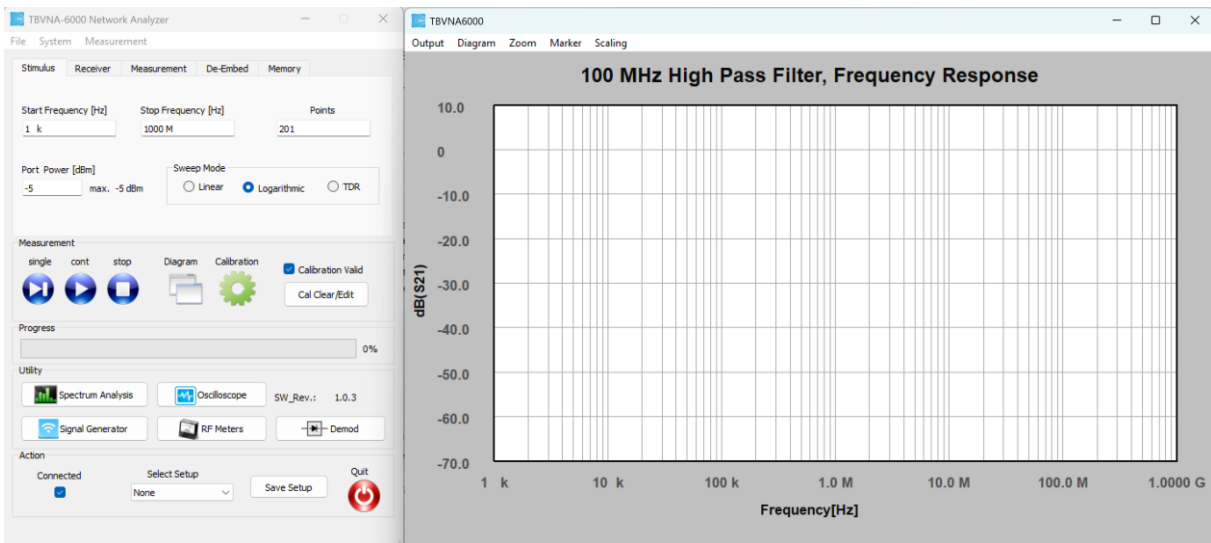 TBVNA-6000 Network Analyzer
File System Measurement
Stimulus Receiver Measurement De-Embed Memory
Start Frequency [Hz] Stop Frequency [Hz] Points
1 k 1000 M 201
Port Power [dBm] Sweep Mode
-5 max. -5 dBm Linear Logarithmic TDR
Measurement
single cont stop Diagram Calibration
Calibration Valid
Cal Clear/Edit
Progress
0%
Utility
Spectrum Analysis Oscilloscope SW_Rev.: 1.0.3
Signal Generator RF Meters Demod
Action
Connected Select Setup Quit
None Save Setup
TBVNA6000
Output Diagram Zoom Marker Scaling
100 MHz High Pass Filter, Frequency Response
10.0
0
-10.0
-20.0
-30.0
-40.0
-50.0
-60.0
-70.0
dB(S21)
1 k 10 k 100 k 1.0 M 10.0 M 100.0 M 1.0000 G
Frequency[Hz]